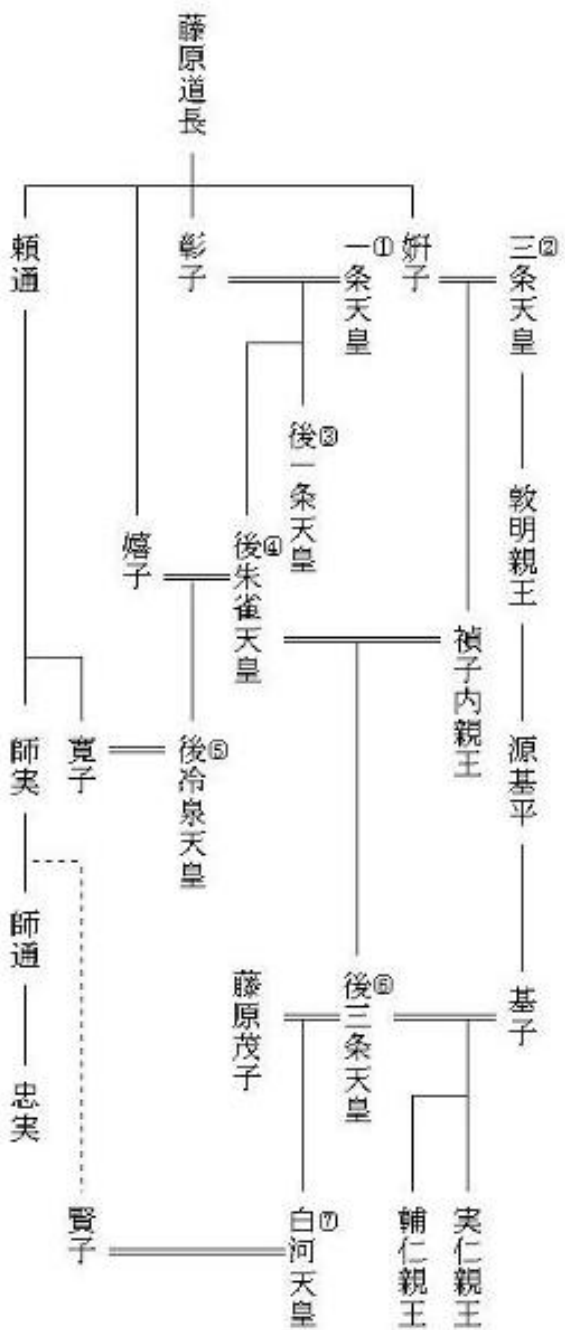 藤原道長
三条天皇②
姸子
一条天皇①
彰子
頼通
敦明親王
後一条天皇③
禎子内親王
後朱雀天皇④
嬉子
源基平
後冷泉天皇⑤
寛子
師実
基子
後三条天皇⑥
藤原茂子
師通
忠実
実仁親王
輔仁親王
白河天皇⑦
賢子